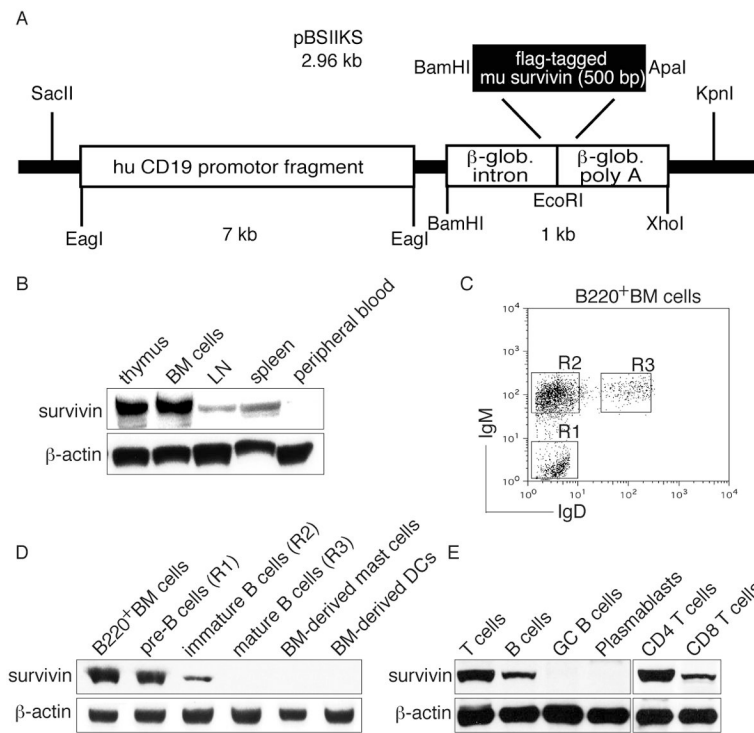 A
pBSIIKS
2.96 kb
BamHI
flag-tagged
mu survivin (500 bp)
ApaI
SacII
KpnI
hu CD19 promotor fragment
β-glob.
intron
β-glob.
poly A
EcoRI
EagI
7 kb
EagI
BamHI
1 kb
XhoI
B
thymus
BM cells
LN
spleen
peripheral blood
survivin
β-actin
C
B220+BM cells
10⁴
10³
10²
10¹
10⁰
R2
R3
R1
IgM
10⁰ 10¹ 10² 10³ 10⁴
IgD
D
B220+BM cells
pre-B cells (R1)
immature B cells (R2)
mature B cells (R3)
BM-derived mast cells
BM-derived DCs
survivin
β-actin
E
T cells
B cells
GC B cells
Plasmablasts
CD4 T cells
CD8 T cells
survivin
β-actin